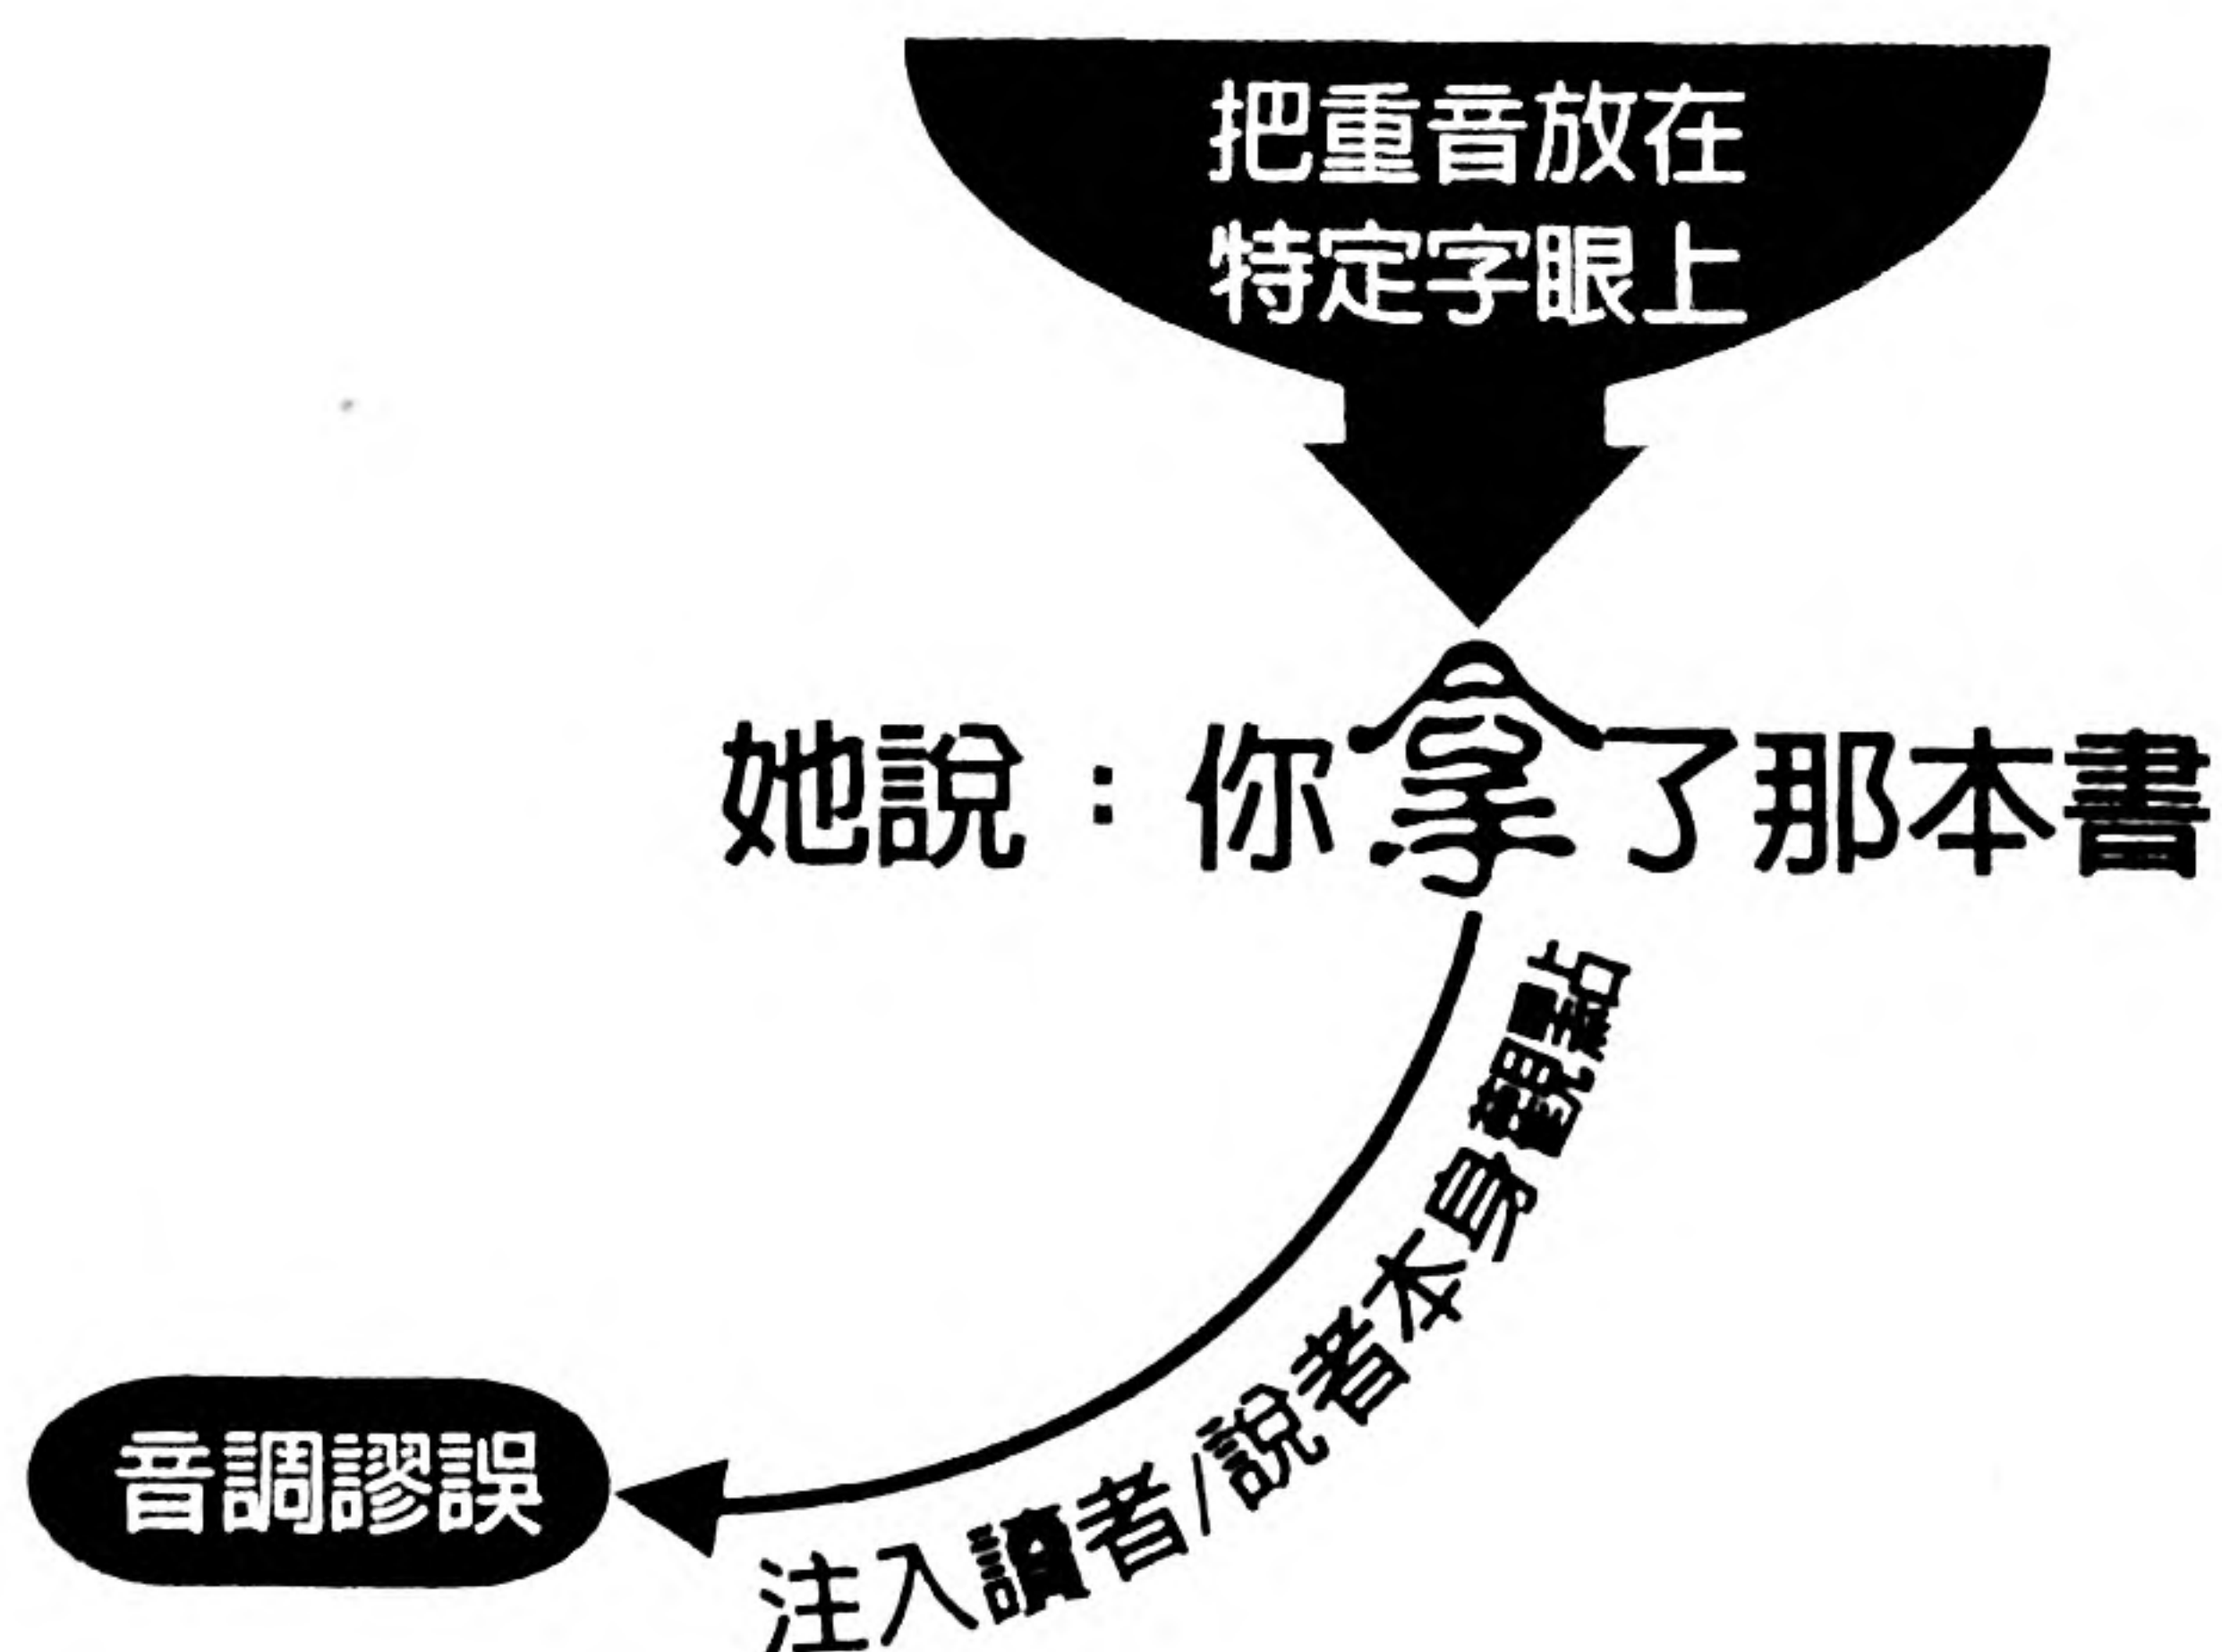 把重音放在
特定字眼上
她說：你拿了那本書
注入讀者/說者本身觀點
音調謬誤